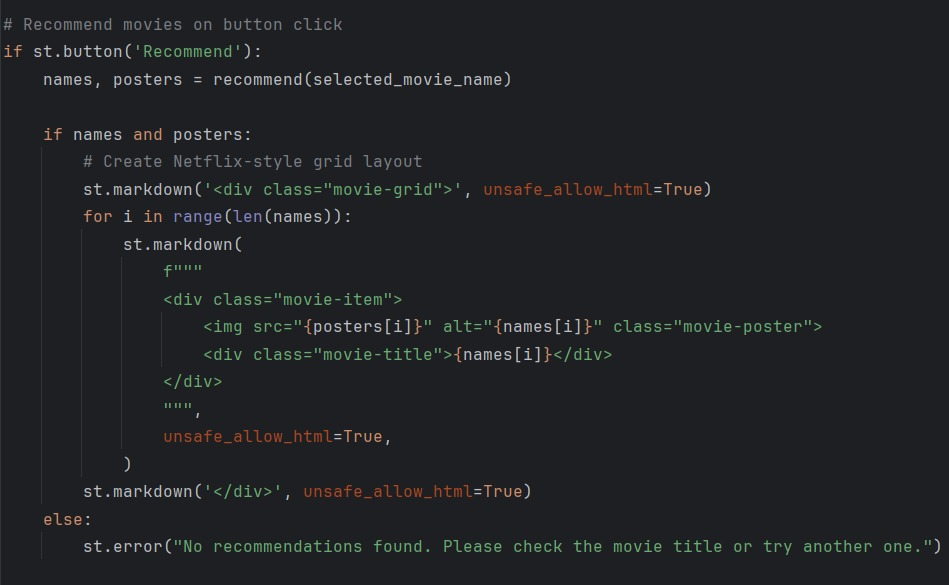 # Recommend movies on button click
if st.button('Recommend'):
    names, posters = recommend(selected_movie_name)

    if names and posters:
        # Create Netflix-style grid layout
        st.markdown('<div class="movie-grid">', unsafe_allow_html=True)
        for i in range(len(names)):
            st.markdown(
                f"""
                <div class="movie-item">
                    <img src="{posters[i]}" alt="{names[i]}" class="movie-poster">
                    <div class="movie-title">{names[i]}</div>
                </div>
                """,
                unsafe_allow_html=True,
            )
        st.markdown('</div>', unsafe_allow_html=True)
    else:
        st.error("No recommendations found. Please check the movie title or try another one.")